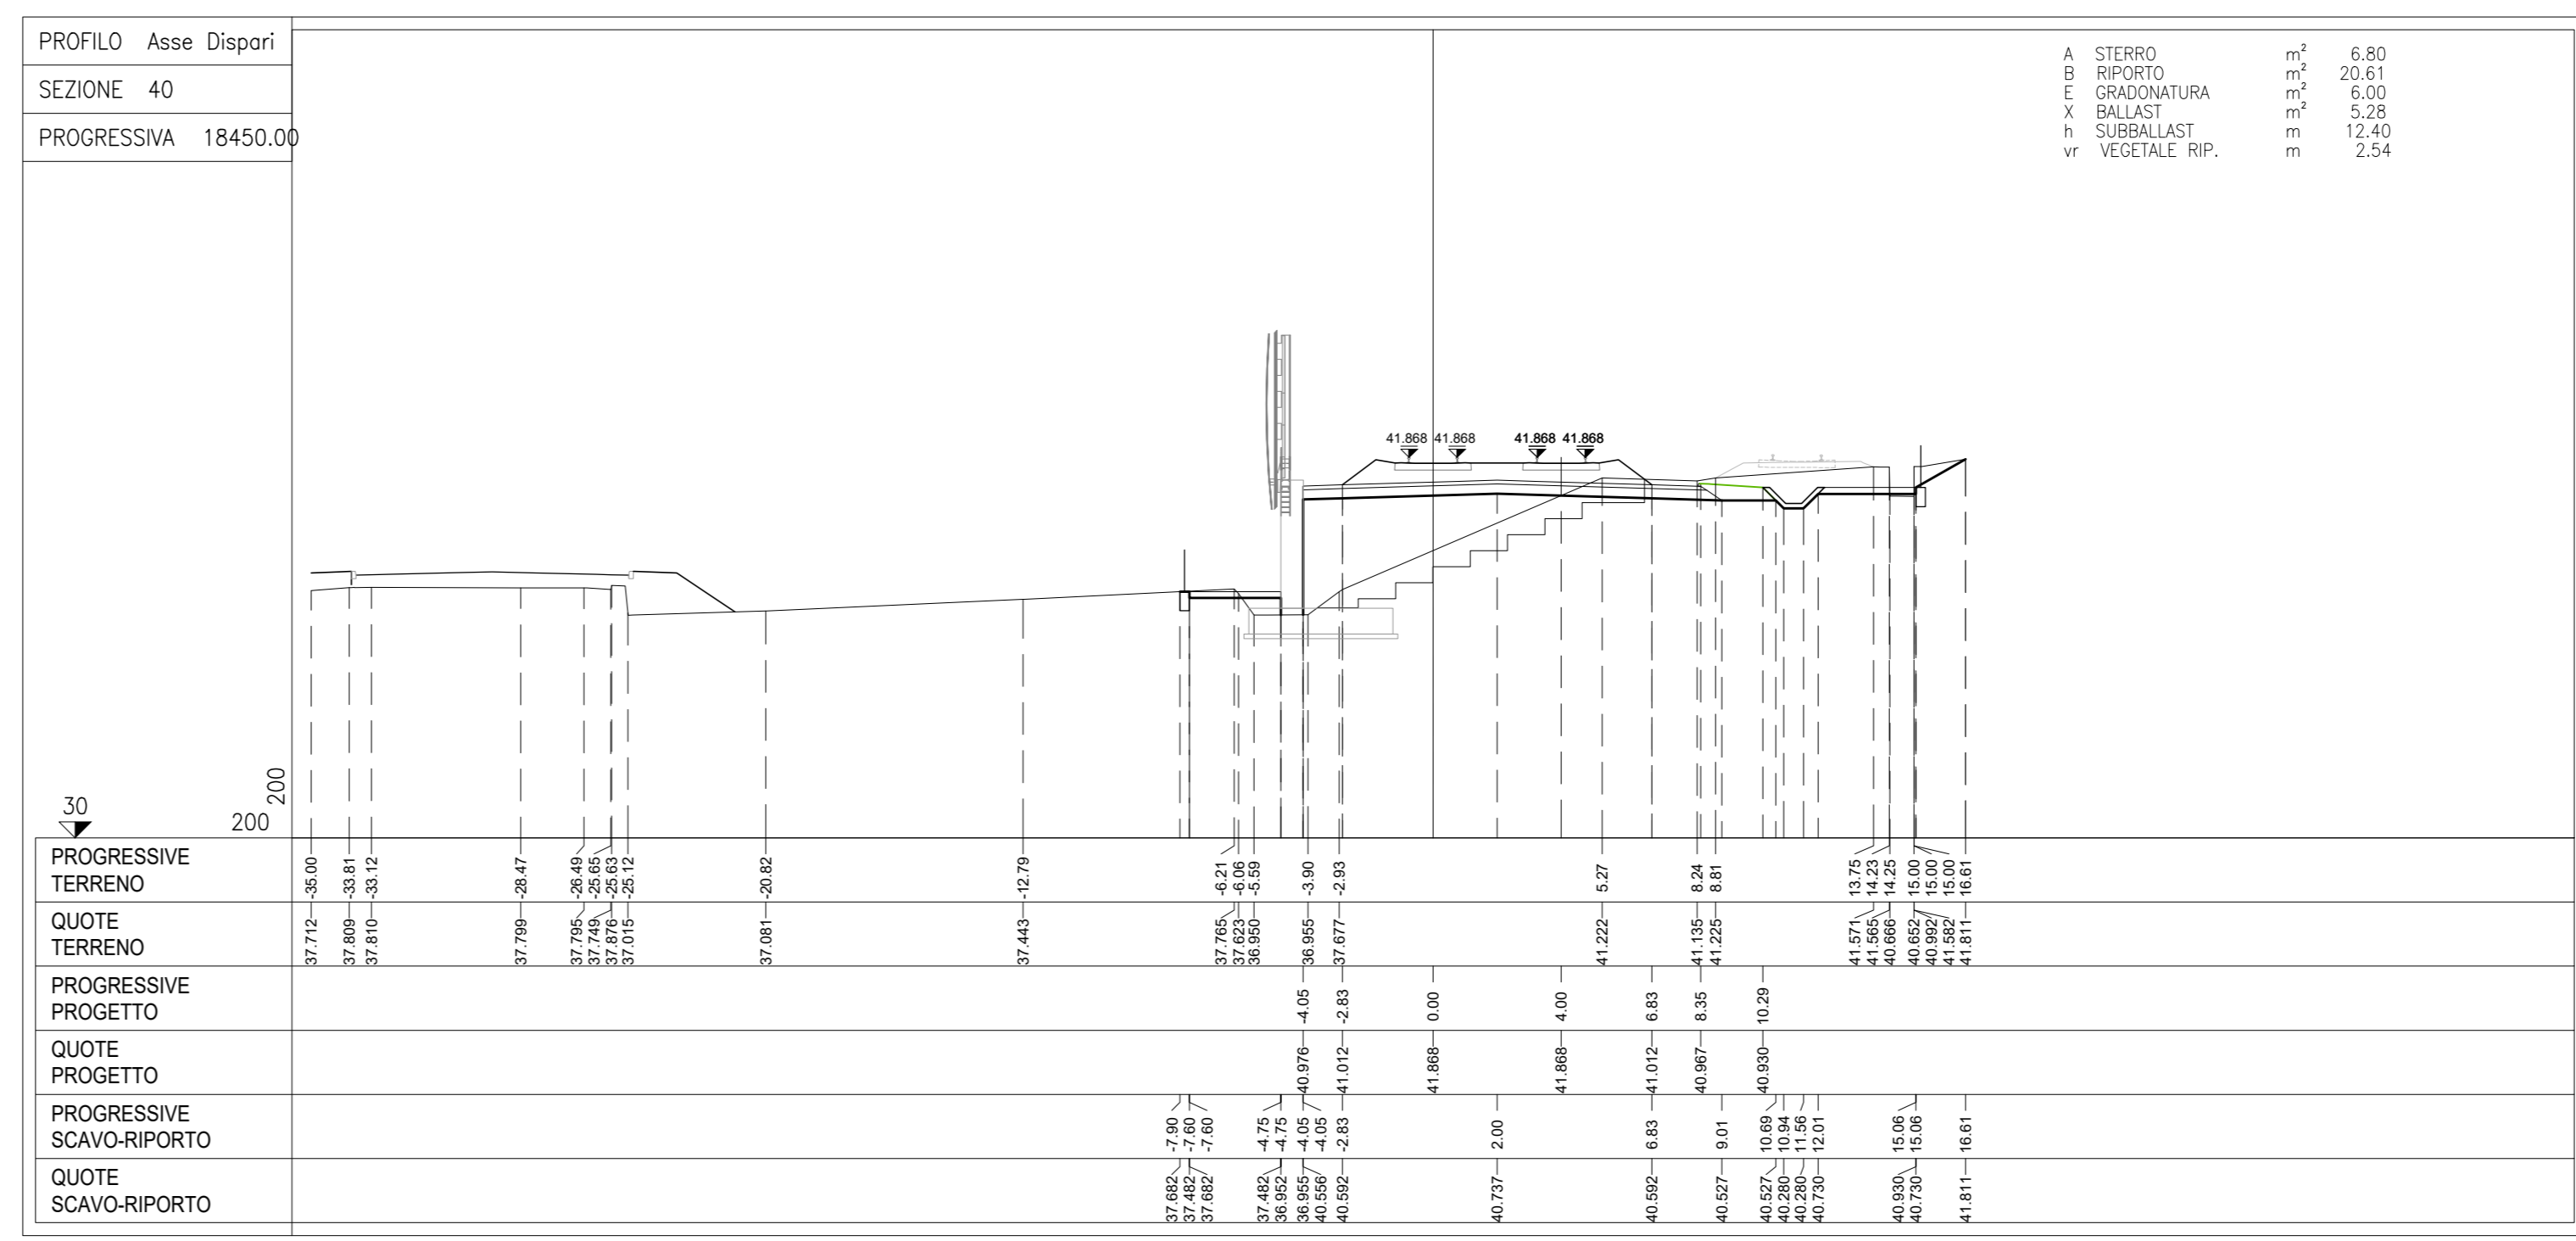 PROFILO Asse Dispari
SEZIONE 40
PROGRESSIVA 18450.00
A STERRO m² 6.80
B RIPORTO m² 20.61
E GRADONATURA m² 6.00
X BALLAST m² 5.28
h SUBBALLAST m 12.40
vr VEGETALE RIP. m 2.54
41.868 41.868 41.868 41.868
200
30
200
PROGRESSIVE TERRENO
-35.00 -33.81 -33.12 -28.47 -26.49 -25.65 -25.63 -25.12 -20.82 -12.79 -6.21 -6.06 -5.59 -3.90 -2.93 5.27 8.24 8.81 13.75 14.23 14.25 15.00 15.00 15.00 16.61
QUOTE TERRENO
37.712 37.809 37.810 37.799 37.795 37.749 37.876 37.015 37.081 37.443 37.765 37.623 36.950 36.955 37.677 41.222 41.135 41.225 41.571 41.565 40.666 40.652 40.992 41.582 41.811
PROGRESSIVE PROGETTO
-4.05 -2.83 0.00 4.00 6.83 8.35 10.29
QUOTE PROGETTO
40.976 41.012 41.868 41.868 41.012 40.967 40.930
PROGRESSIVE SCAVO-RIPORTO
-7.90 -7.60 -7.60 -4.75 -4.75 -4.05 -4.05 -2.83 2.00 6.83 9.01 10.69 10.94 11.56 12.01 15.06 15.06 16.61
QUOTE SCAVO-RIPORTO
37.682 37.482 37.682 37.482 36.952 36.955 40.556 40.592 40.737 40.592 40.527 40.527 40.280 40.280 40.730 40.930 40.730 41.811